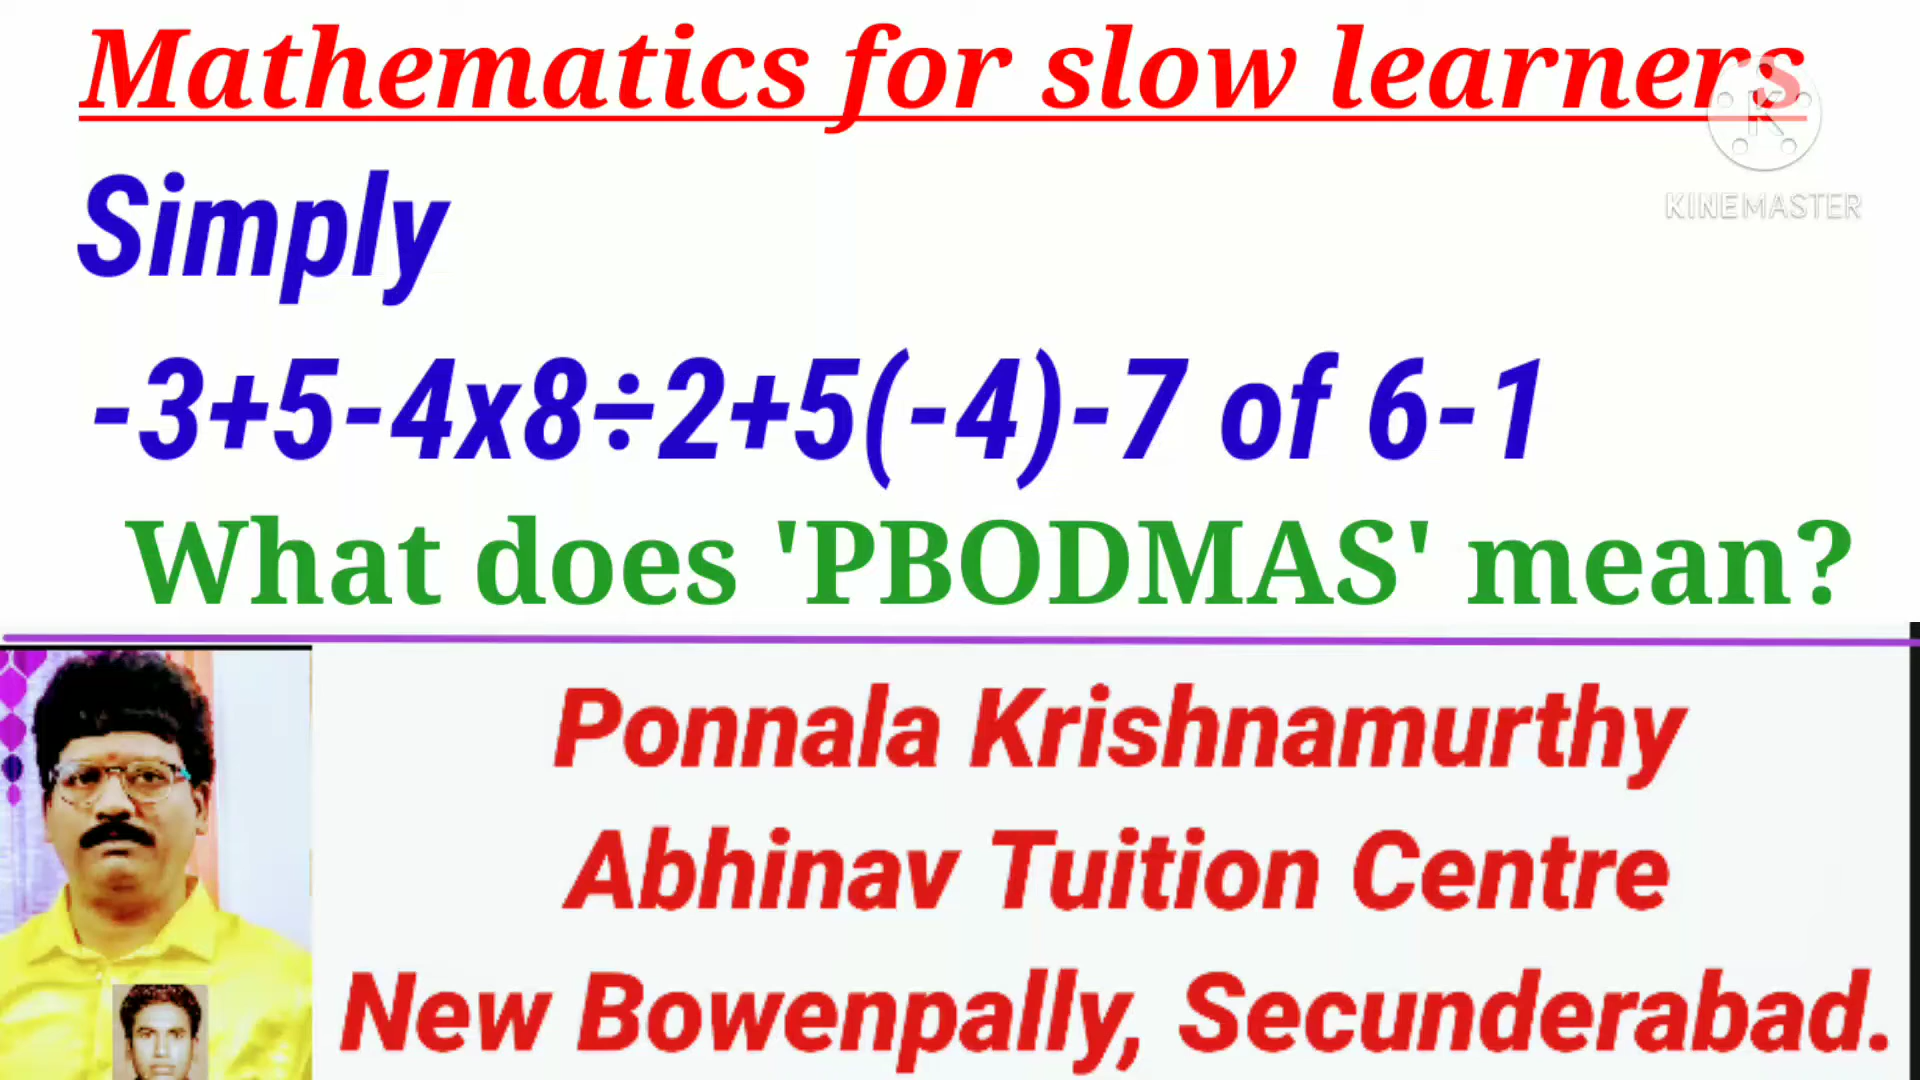 Mathematics for slow learners
KINEMASTER
Simply
-3+5-4x8÷2+5(-4)-7 of 6-1
What does 'PBODMAS' mean?
Ponnala Krishnamurthy
Abhinav Tuition Centre
New Bowenpally, Secunderabad.